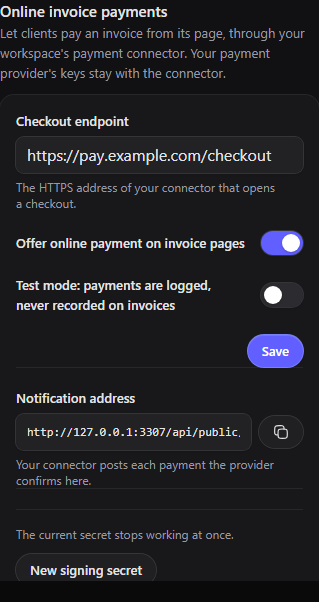 Online invoice payments
Let clients pay an invoice from its page, through your
workspace's payment connector. Your payment
provider's keys stay with the connector.
Checkout endpoint
https://pay.example.com/checkout
The HTTPS address of your connector that opens
a checkout.
Offer online payment on invoice pages
Test mode: payments are logged,
never recorded on invoices
Save
Notification address
http://127.0.0.1:3307/api/public/
Your connector posts each payment the provider
confirms here.
The current secret stops working at once.
New signing secret